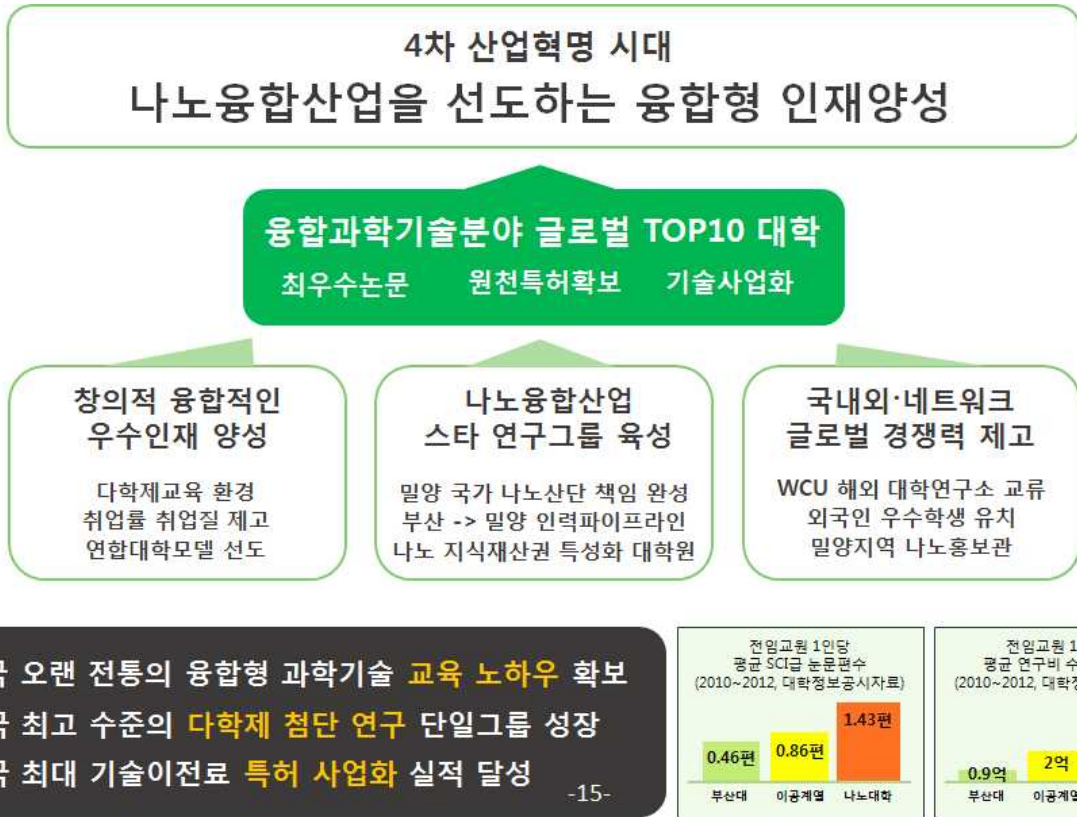 4차 산업혁명 시대
나노융합산업을 선도하는 융합형 인재양성
융합과학기술분야 글로벌 TOP10 대학
최우수논문 원천특허확보 기술사업화
창의적 융합적인
우수인재 양성
다학제교육 환경
취업률 취업질 제고
연합대학모델 선도
나노융합산업
스타 연구그룹 육성
밀양 국가 나노산단 책임 완성
부산 -> 밀양 인력파이프라인
나노 지식재산권 특성화 대학원
국내외·네트워크
글로벌 경쟁력 제고
WCU 해외 대학연구소 교류
외국인 우수학생 유치
밀양지역 나노홍보관
오랜 전통의 융합형 과학기술 교육 노하우 확보
최고 수준의 다학제 첨단 연구 단일그룹 성장
최대 기술이전료 특허 사업화 실적 달성
-15-
전임교원 1인당
평균 SCI급 논문편수
(2010~2012, 대학정보공시자료)
0.46편 0.86편 1.43편
부산대 이공계열 나노대학
전임교원 1
평균 연구비 수
(2010~2012, 대학정
0.9억 2억
부산대 이공계열